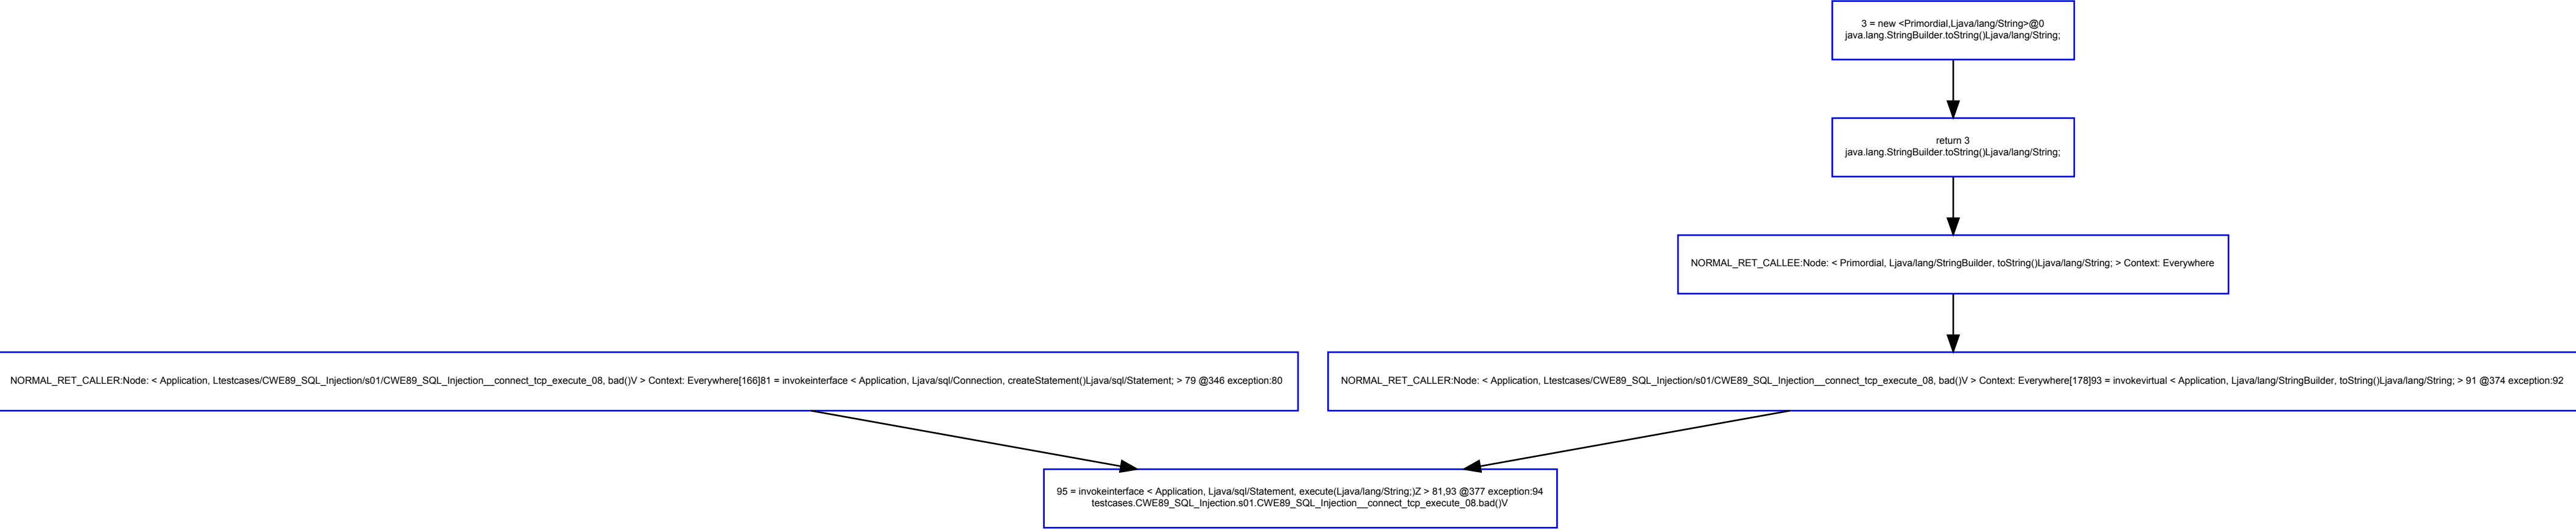 3 = new <Primordial,Ljava/lang/String>@0
java.lang.StringBuilder.toString()Ljava/lang/String;
return 3
java.lang.StringBuilder.toString()Ljava/lang/String;
NORMAL_RET_CALLEE:Node: < Primordial, Ljava/lang/StringBuilder, toString()Ljava/lang/String; > Context: Everywhere
NORMAL_RET_CALLER:Node: < Application, Ltestcases/CWE89_SQL_Injection/s01/CWE89_SQL_Injection__connect_tcp_execute_08, bad()V > Context: Everywhere[166]81 = invokeinterface < Application, Ljava/sql/Connection, createStatement()Ljava/sql/Statement; > 79 @346 exception:80
NORMAL_RET_CALLER:Node: < Application, Ltestcases/CWE89_SQL_Injection/s01/CWE89_SQL_Injection__connect_tcp_execute_08, bad()V > Context: Everywhere[178]93 = invokevirtual < Application, Ljava/lang/StringBuilder, toString()Ljava/lang/String; > 91 @374 exception:92
95 = invokeinterface < Application, Ljava/sql/Statement, execute(Ljava/lang/String;)Z > 81,93 @377 exception:94
testcases.CWE89_SQL_Injection.s01.CWE89_SQL_Injection__connect_tcp_execute_08.bad()V